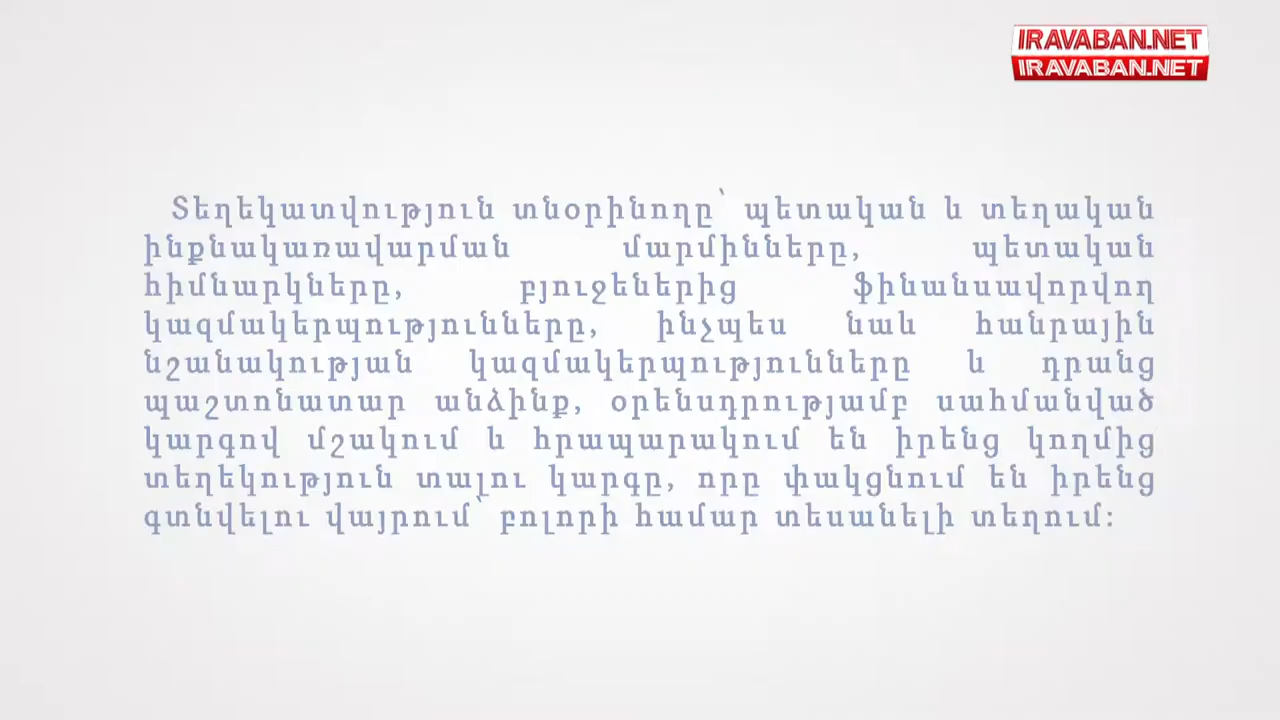 IRAVABAN.NET
IRAVABAN.NET
Տեղեկատվություն տնօրինողը՝ պետական և տեղական
ինքնակառավարման մարմինները, պետական
հիմնարկները, բյուջեներից ֆինանսավորվող
կազմակերպությունները, ինչպես նաև հանրային
նշանակության կազմակերպությունները և դրանց
պաշտոնատար անձինք, օրենսդրությամբ սահմանված
կարգով մշակում և հրապարակում են իրենց կողմից
տեղեկություն տալու կարգը, որը փակցնում են իրենց
գտնվելու վայրում՝ բոլորի համար տեսանելի տեղում։